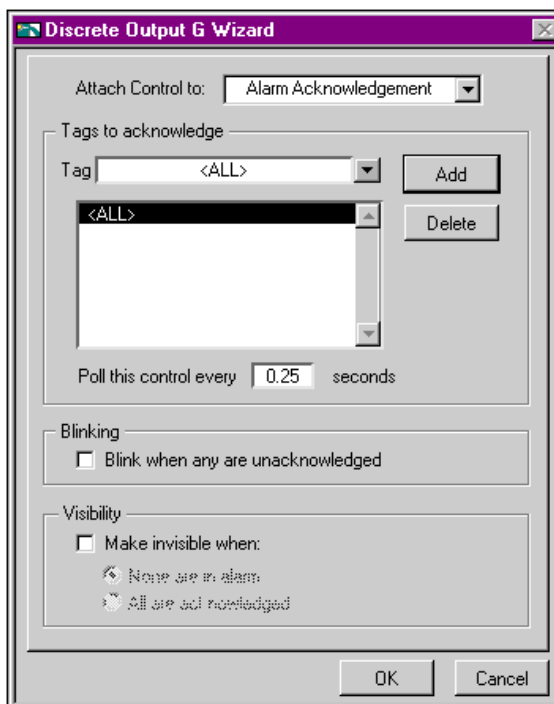 Discrete Output G Wizard
Attach Control to: Alarm Acknowledgement
Tags to acknowledge
Tag <ALL> Add
<ALL>
Delete
Poll this control every 0.25 seconds
Blinking
Blink when any are unacknowledged
Visibility
Make invisible when:
None are in alarm
All are acknowledged
OK Cancel